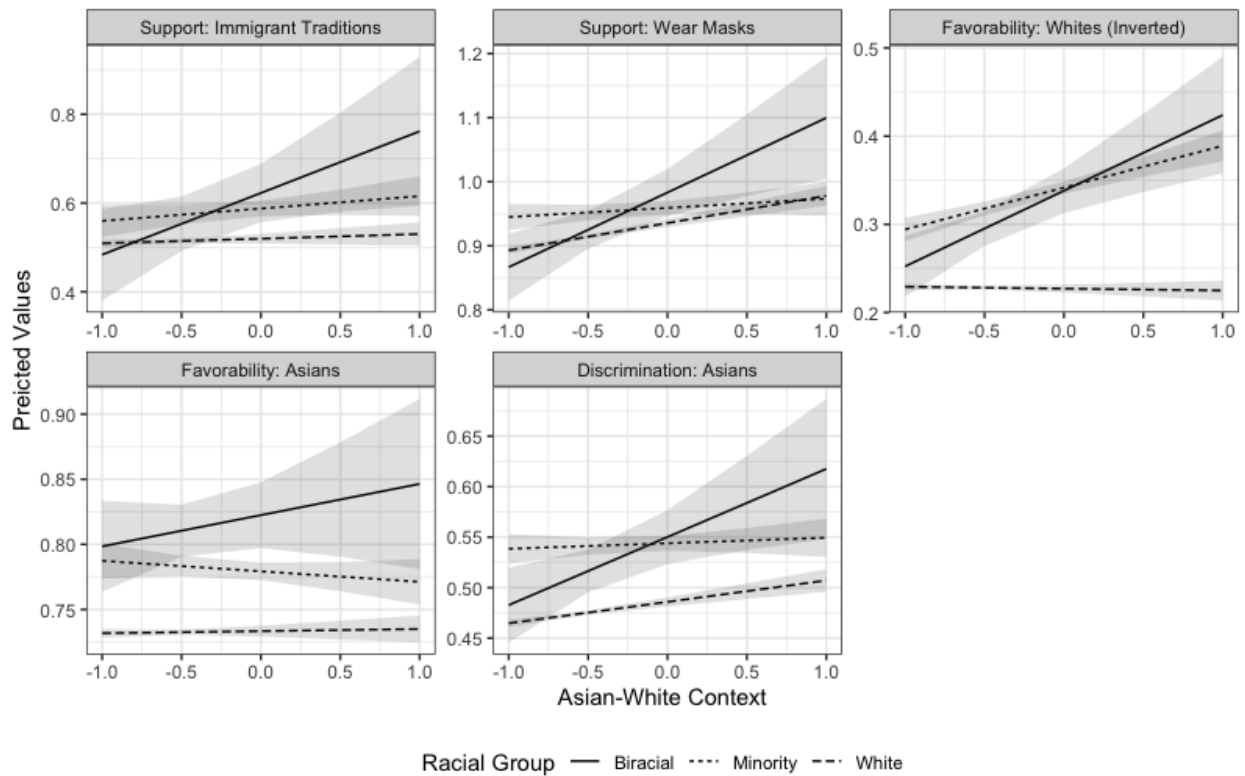 Support: Immigrant Traditions
Support: Wear Masks
Favorability: Whites (Inverted)
0.8
0.6
0.4
1.2
1.1
1.0
0.9
0.8
0.5
0.4
0.3
0.2
-1.0 -0.5 0.0 0.5 1.0
-1.0 -0.5 0.0 0.5 1.0
-1.0 -0.5 0.0 0.5 1.0
Preicted Values
Favorability: Asians
Discrimination: Asians
0.90
0.85
0.80
0.75
0.65
0.60
0.55
0.50
0.45
-1.0 -0.5 0.0 0.5 1.0
-1.0 -0.5 0.0 0.5 1.0
Asian-White Context
Racial Group Biracial Minority White